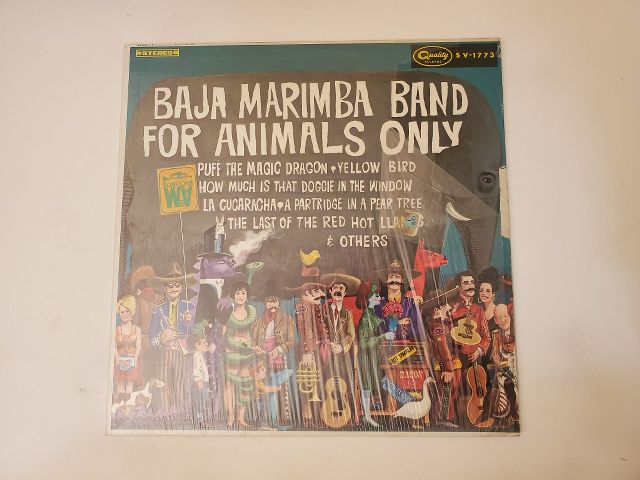 STEREO
Quality
RECORDS
SV-1773
BAJA MARIMBA BAND
FOR ANIMALS ONLY
PUFF THE MAGIC DRAGON • YELLOW BIRD
HOW MUCH IS THAT DOGGIE IN THE WINDOW
LA CUCARACHA • A PARTRIDGE IN A PEAR TREE
THE LAST OF THE RED HOT LLAMAS
& OTHERS
TACOS